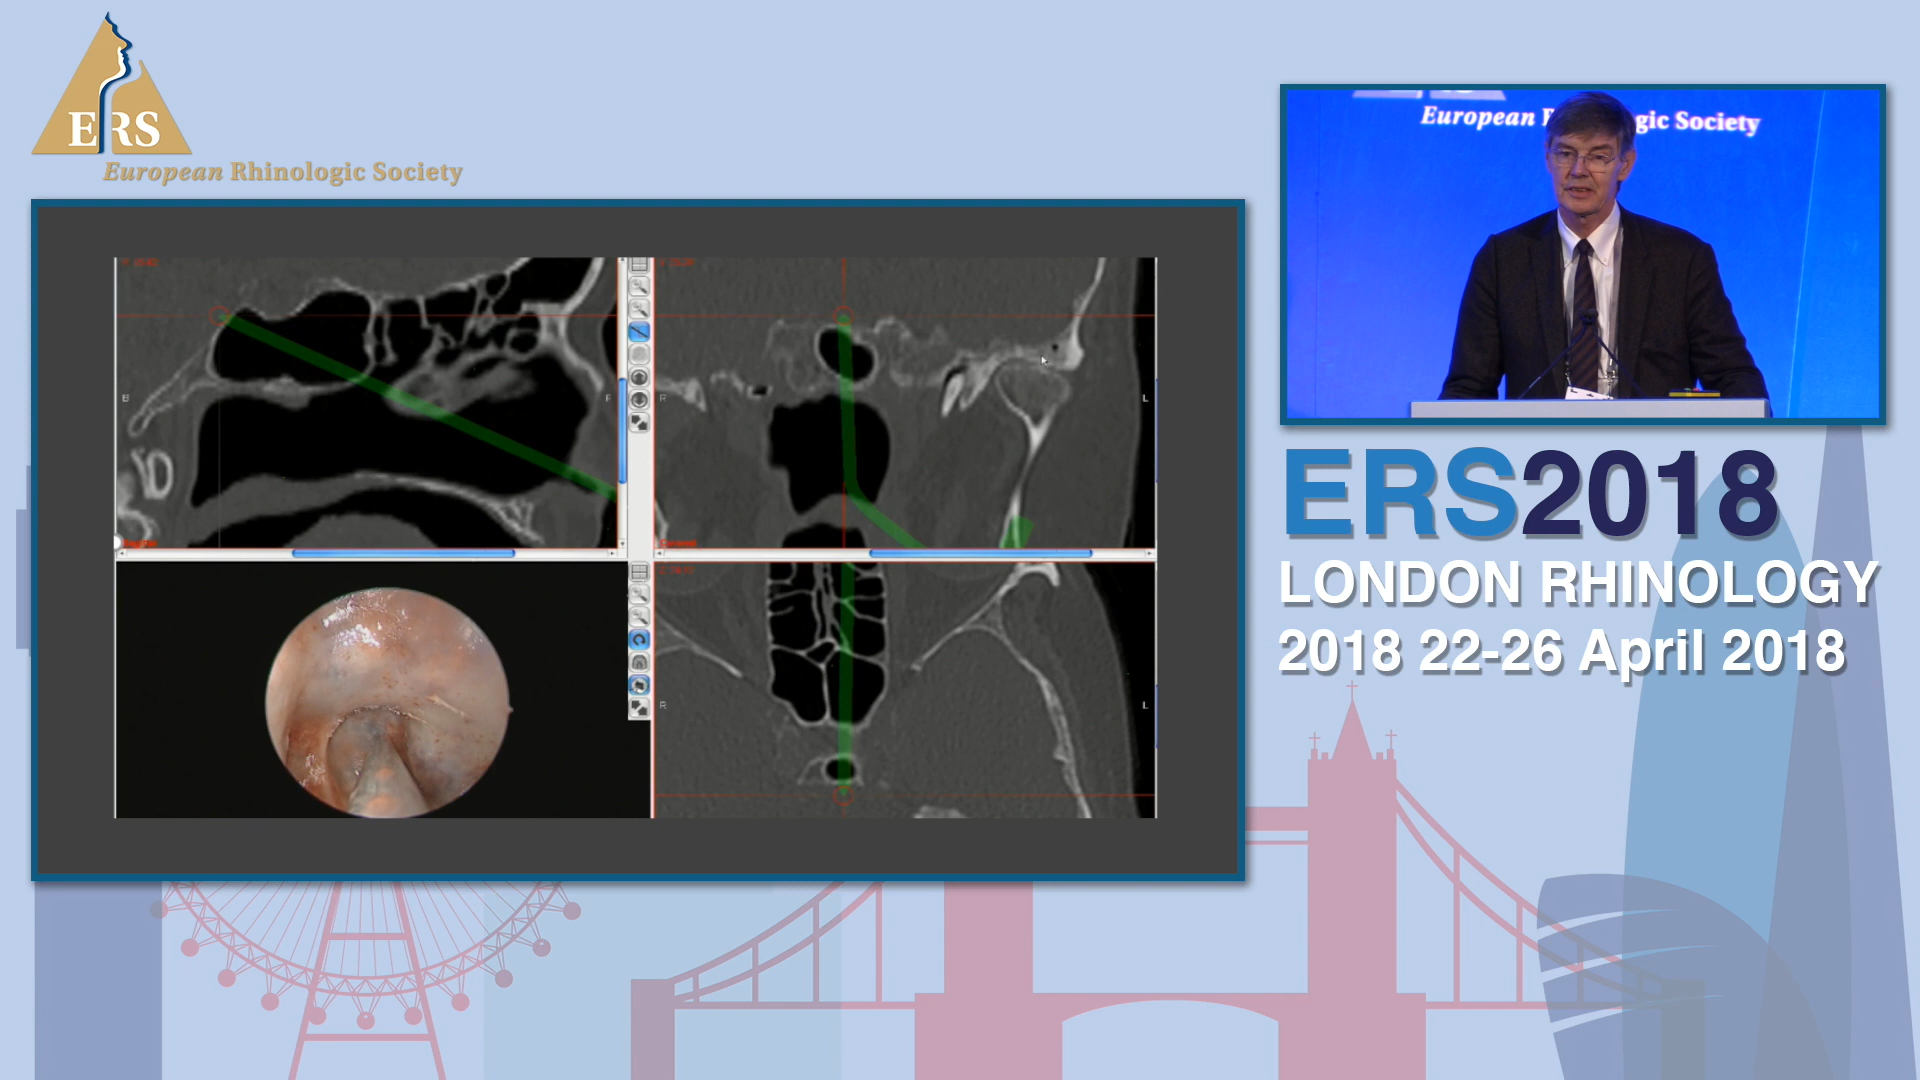 ERS
European Rhinologic Society
European R gic Society
ERS2018
LONDON RHINOLOGY
2018 22-26 April 2018
R
L
R
L